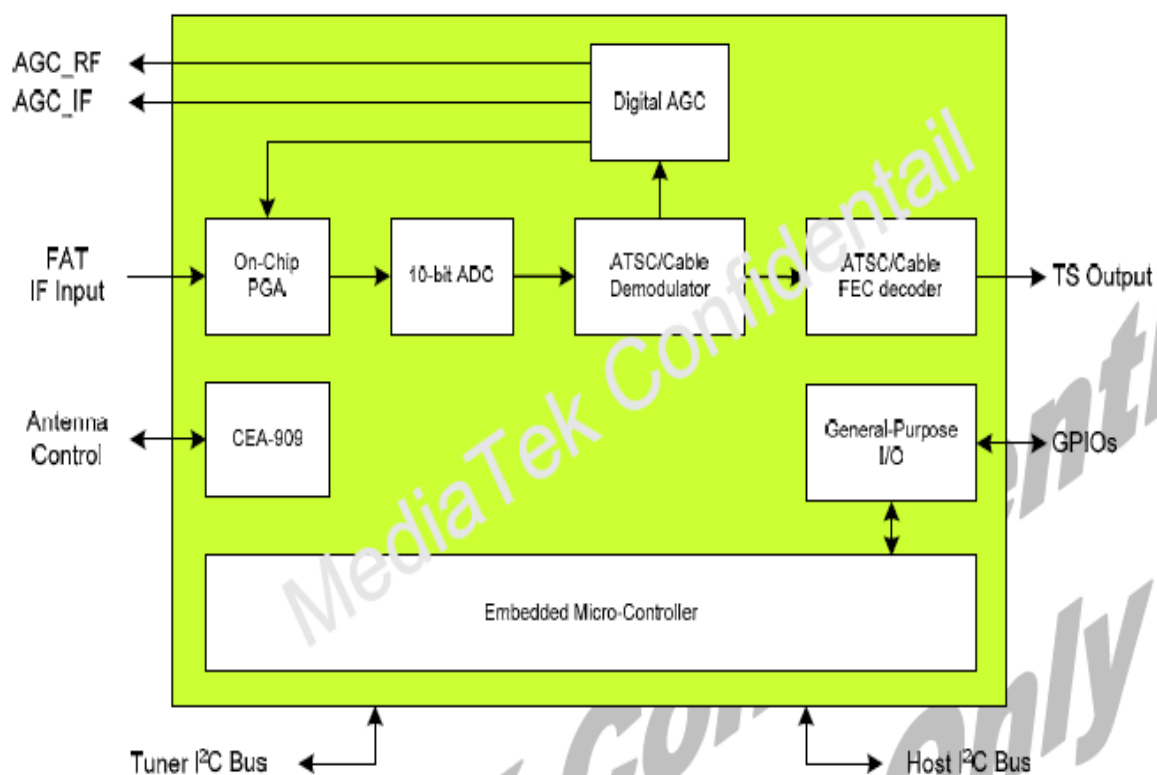 AGC_RF
AGC_IF
Digital AGC
FAT
IF Input
On-Chip
PGA
10-bit ADC
ATSC/Cable
Demodulator
ATSC/Cable
FEC decoder
TS Output
Antenna
Control
CEA-909
General-Purpose
I/O
GPIOs
Embedded Micro-Controller
Tuner I²C Bus
Host I²C Bus
MediaTek Confidentail
Only